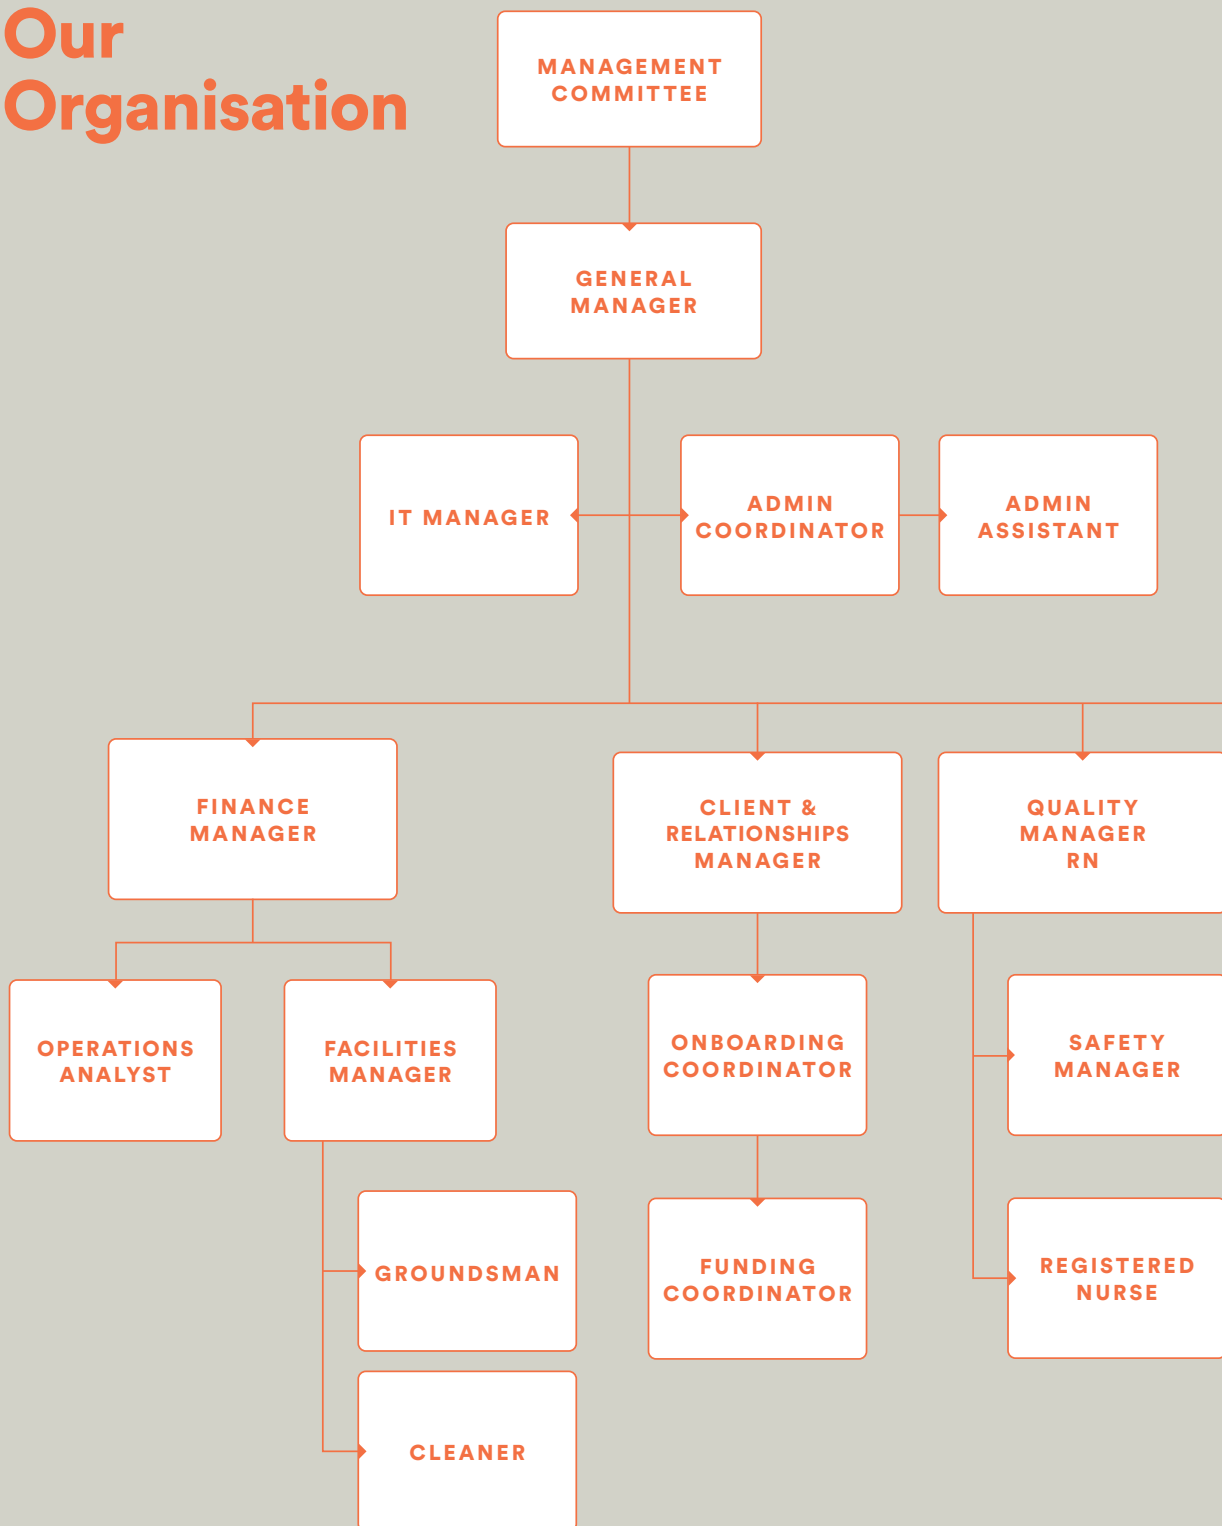 Our
Organisation
MANAGEMENT
COMMITTEE
GENERAL
MANAGER
IT MANAGER
ADMIN
COORDINATOR
ADMIN
ASSISTANT
FINANCE
MANAGER
CLIENT &
RELATIONSHIPS
MANAGER
QUALITY
MANAGER
RN
OPERATIONS
ANALYST
FACILITIES
MANAGER
ONBOARDING
COORDINATOR
SAFETY
MANAGER
GROUNDSMAN
FUNDING
COORDINATOR
REGISTERED
NURSE
CLEANER